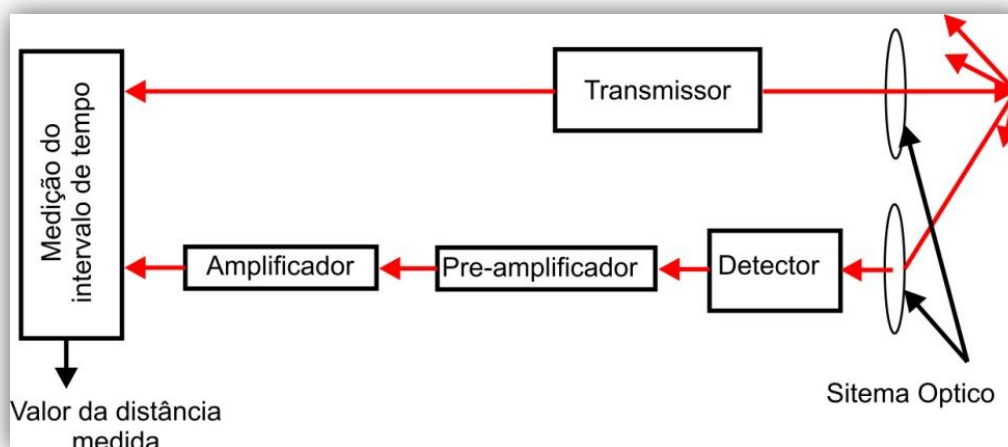 Medição do
intervalo de tempo
Transmissor
Amplificador
Pre-amplificador
Detector
Sitema Optico
Valor da distância
medida